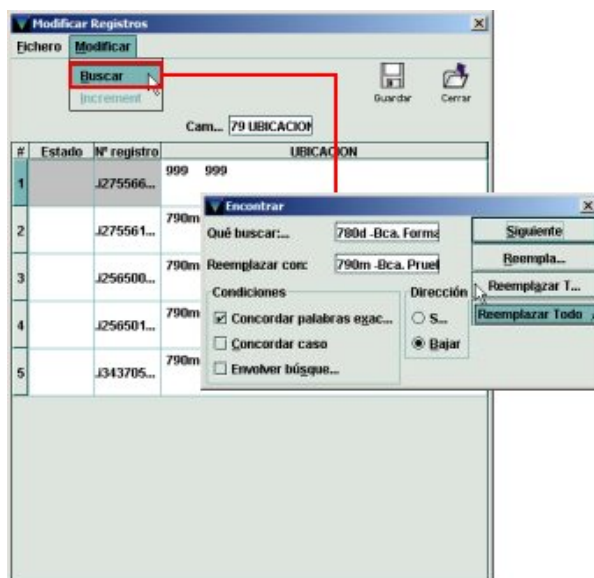 Modificar Registros
Fichero Modificar
Buscar
Increment
Guardar Cerrar
Cam... 79 UBICACION
# Estado Nº registro UBICACION
1 J275566... 999 999
2 J275561... 790m
3 J256500... 790m
4 J256501... 790m
5 J343705... 790m
Encontrar
Qué buscar:... 780d -Bca. Forma Siguiente
Reemplazar con: 790m -Bca. Prueb Reempla...
Condiciones Dirección Reemplazar T...
Concordar palabras exac... S... Reemplazar Todo
Concordar caso Bajar
Envolver búsque...